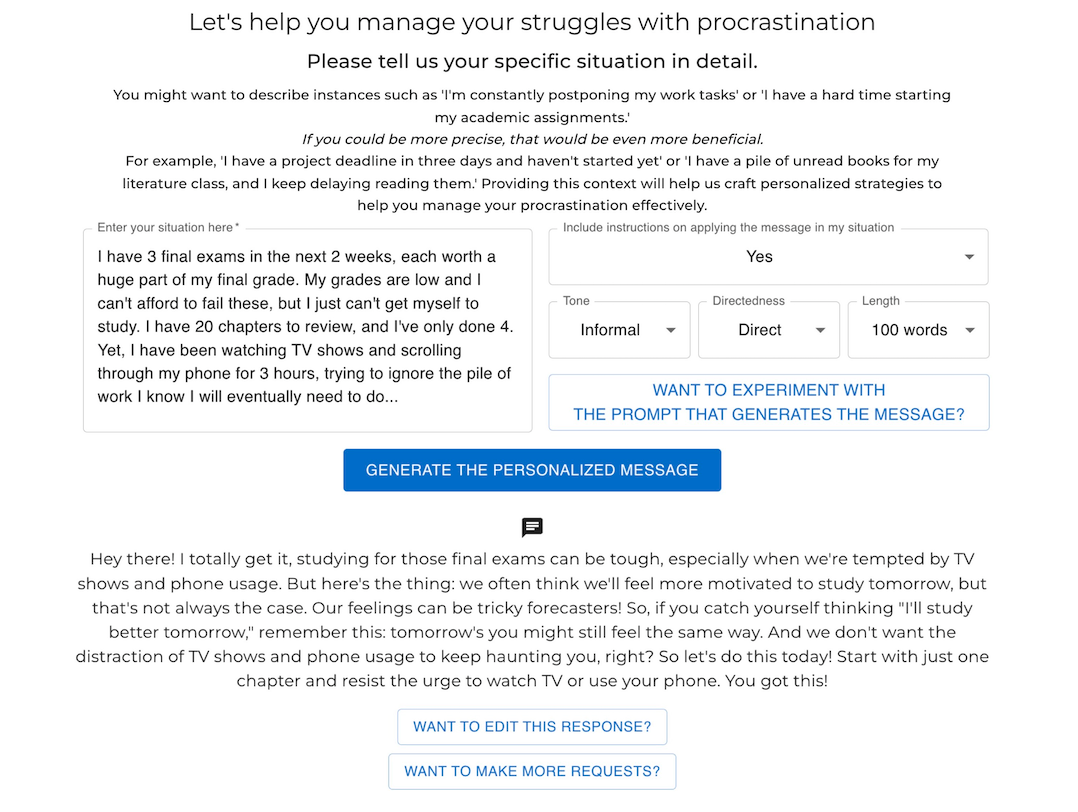 Let's help you manage your struggles with procrastination
Please tell us your specific situation in detail.
You might want to describe instances such as 'I'm constantly postponing my work tasks' or 'I have a hard time starting
my academic assignments.'
If you could be more precise, that would be even more beneficial.
For example, 'I have a project deadline in three days and haven't started yet' or 'I have a pile of unread books for my
literature class, and I keep delaying reading them.' Providing this context will help us craft personalized strategies to
help you manage your procrastination effectively.
Enter your situation here *
I have 3 final exams in the next 2 weeks, each worth a
huge part of my final grade. My grades are low and I
can't afford to fail these, but I just can't get myself to
study. I have 20 chapters to review, and I've only done 4.
Yet, I have been watching TV shows and scrolling
through my phone for 3 hours, trying to ignore the pile of
work I know I will eventually need to do...
Include instructions on applying the message in my situation
Yes
Tone
Informal
Directedness
Direct
Length
100 words
WANT TO EXPERIMENT WITH
THE PROMPT THAT GENERATES THE MESSAGE?
GENERATE THE PERSONALIZED MESSAGE
Hey there! I totally get it, studying for those final exams can be tough, especially when we're tempted by TV
shows and phone usage. But here's the thing: we often think we'll feel more motivated to study tomorrow, but
that's not always the case. Our feelings can be tricky forecasters! So, if you catch yourself thinking "I'll study
better tomorrow," remember this: tomorrow's you might still feel the same way. And we don't want the
distraction of TV shows and phone usage to keep haunting you, right? So let's do this today! Start with just one
chapter and resist the urge to watch TV or use your phone. You got this!
WANT TO EDIT THIS RESPONSE?
WANT TO MAKE MORE REQUESTS?